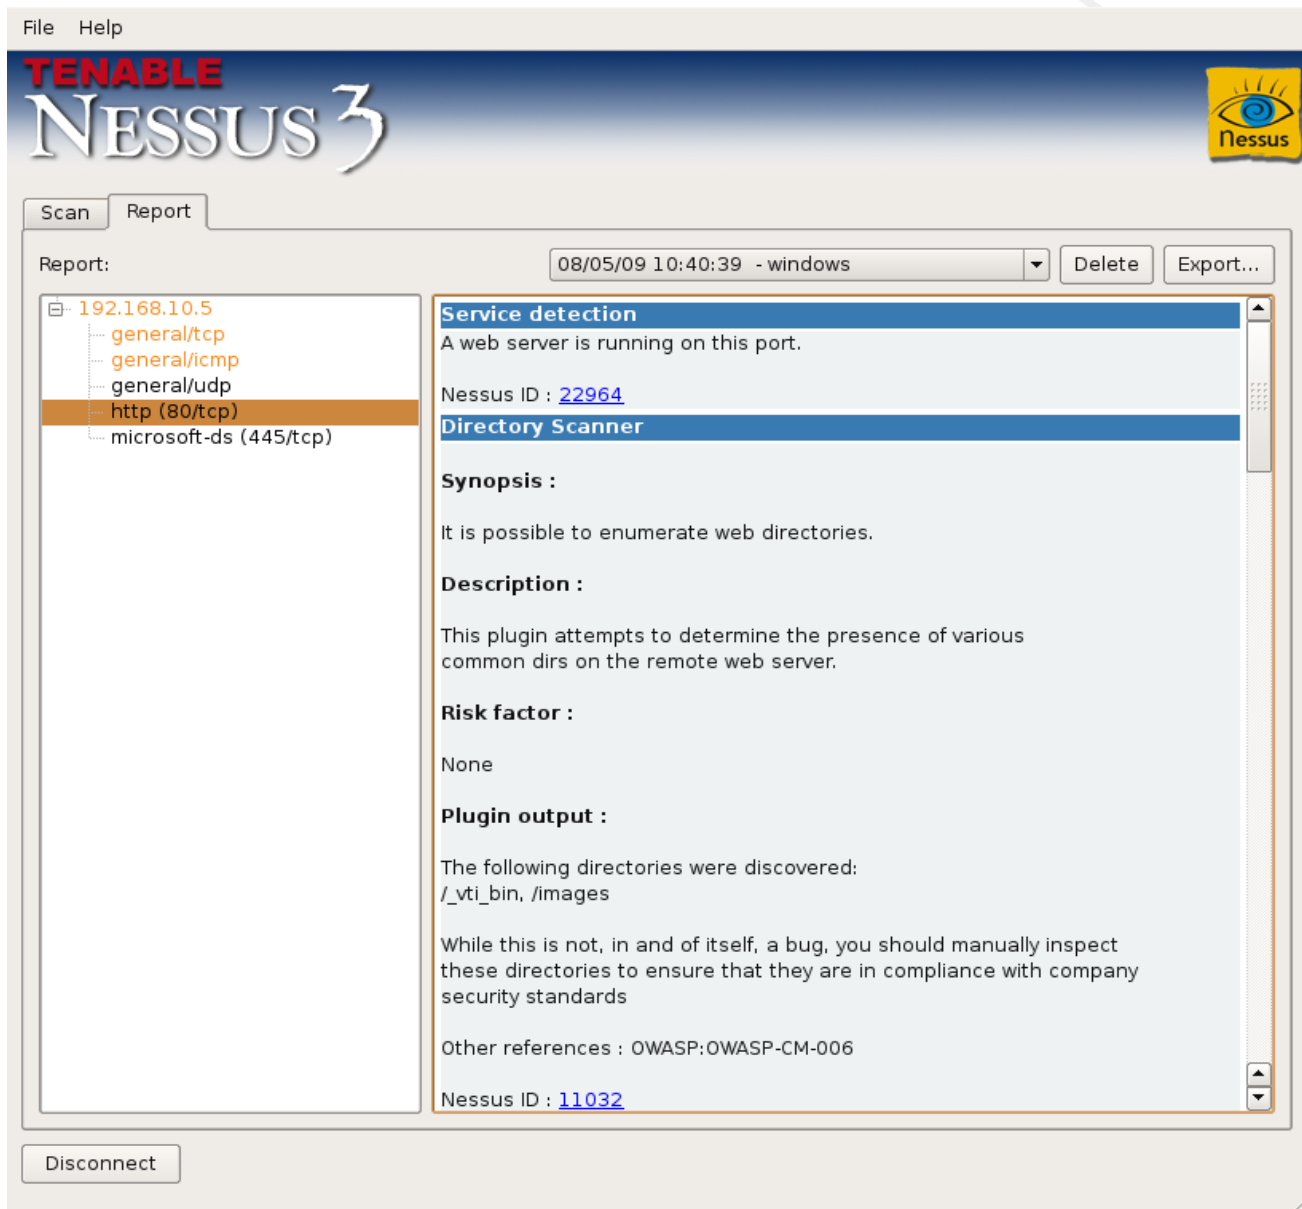 File Help
TENABLE
NESSUS 3
Nessus
Scan Report
Report: 08/05/09 10:40:39 - windows Delete Export...
192.168.10.5
general/tcp
general/icmp
general/udp
http (80/tcp)
microsoft-ds (445/tcp)
Service detection
A web server is running on this port.
Nessus ID : 22964
Directory Scanner
Synopsis :
It is possible to enumerate web directories.
Description :
This plugin attempts to determine the presence of various
common dirs on the remote web server.
Risk factor :
None
Plugin output :
The following directories were discovered:
/_vti_bin, /images
While this is not, in and of itself, a bug, you should manually inspect
these directories to ensure that they are in compliance with company
security standards
Other references : OWASP:OWASP-CM-006
Nessus ID : 11032
Disconnect